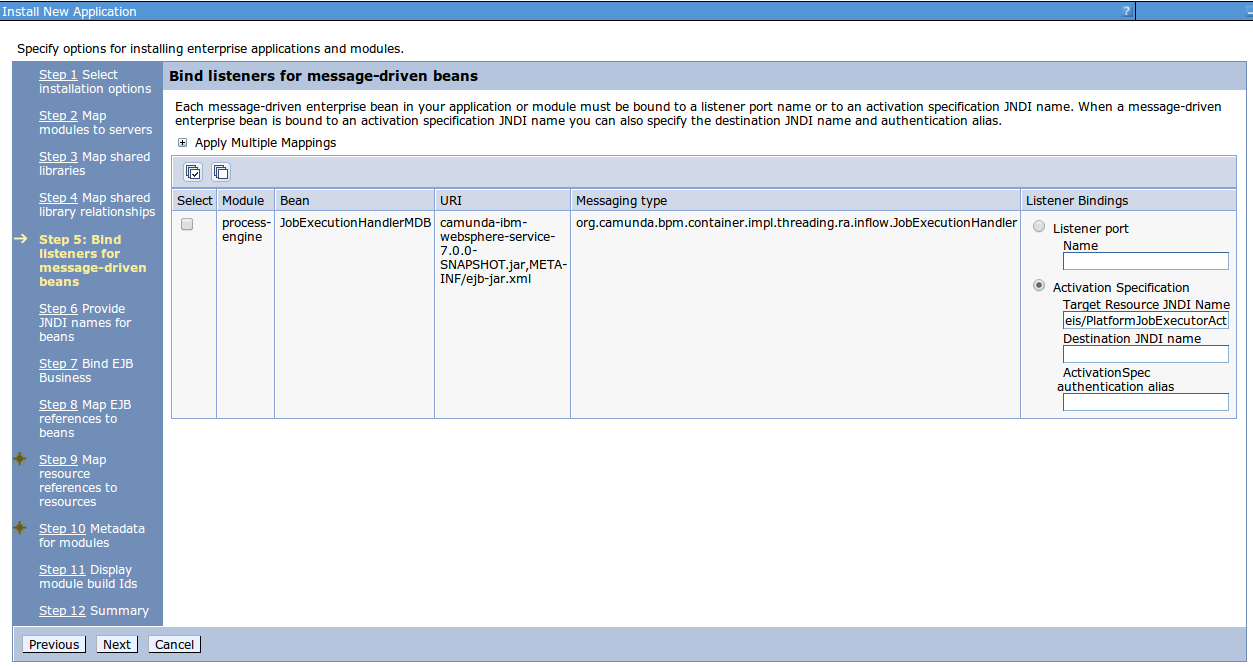 Install New Application
?
Specify options for installing enterprise applications and modules.
Step 1 Select
installation options
Step 2 Map
modules to servers
Step 3 Map shared
libraries
Step 4 Map shared
library relationships
Step 5: Bind
listeners for
message-driven
beans
Step 6 Provide
JNDI names for
beans
Step 7 Bind EJB
Business
Step 8 Map EJB
references to
beans
Step 9 Map
resource
references to
resources
Step 10 Metadata
for modules
Step 11 Display
module build Ids
Step 12 Summary
Bind listeners for message-driven beans
Each message-driven enterprise bean in your application or module must be bound to a listener port name or to an activation specification JNDI name. When a message-driven
enterprise bean is bound to an activation specification JNDI name you can also specify the destination JNDI name and authentication alias.
Apply Multiple Mappings
Select Module Bean URI Messaging type Listener Bindings
process-
engine
JobExecutionHandlerMDB
camunda-ibm-
websphere-service-
7.0.0-
SNAPSHOT.jar,META-
INF/ejb-jar.xml
org.camunda.bpm.container.impl.threading.ra.inflow.JobExecutionHandler
Listener port
Name
Activation Specification
Target Resource JNDI Name
eis/PlatformJobExecutorAct
Destination JNDI name
ActivationSpec
authentication alias
Previous Next Cancel